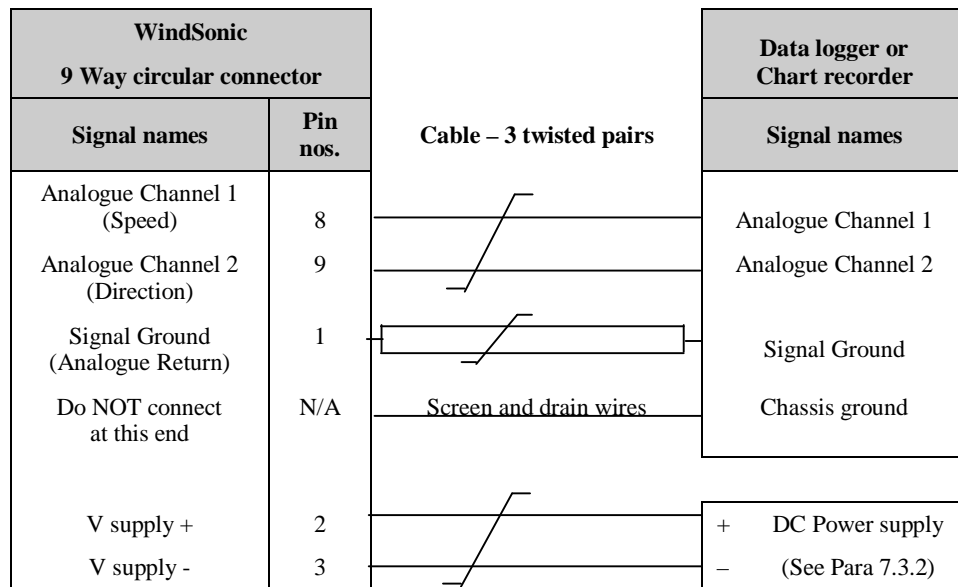 WindSonic
9 Way circular connector
Data logger or
Chart recorder
Signal names
Pin
nos.
Cable – 3 twisted pairs
Signal names
Analogue Channel 1
(Speed)
8
Analogue Channel 1
Analogue Channel 2
(Direction)
9
Analogue Channel 2
Signal Ground
(Analogue Return)
1
Signal Ground
Do NOT connect
at this end
N/A
Screen and drain wires
Chassis ground
V supply +
2
+ DC Power supply
V supply -
3
– (See Para 7.3.2)